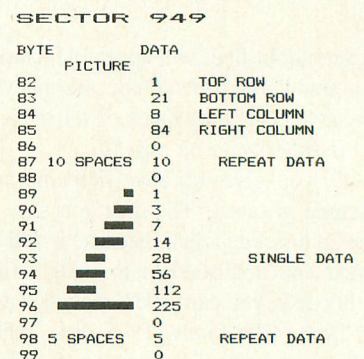 SECTOR 949
BYTE DATA
PICTURE
82 1 TOP ROW
83 21 BOTTOM ROW
84 8 LEFT COLUMN
85 84 RIGHT COLUMN
86 0
87 10 SPACES 10 REPEAT DATA
88 0
89 1
90 3
91 7
92 14
93 28 SINGLE DATA
94 56
95 112
96 225
97 0
98 5 SPACES 5 REPEAT DATA
99 0